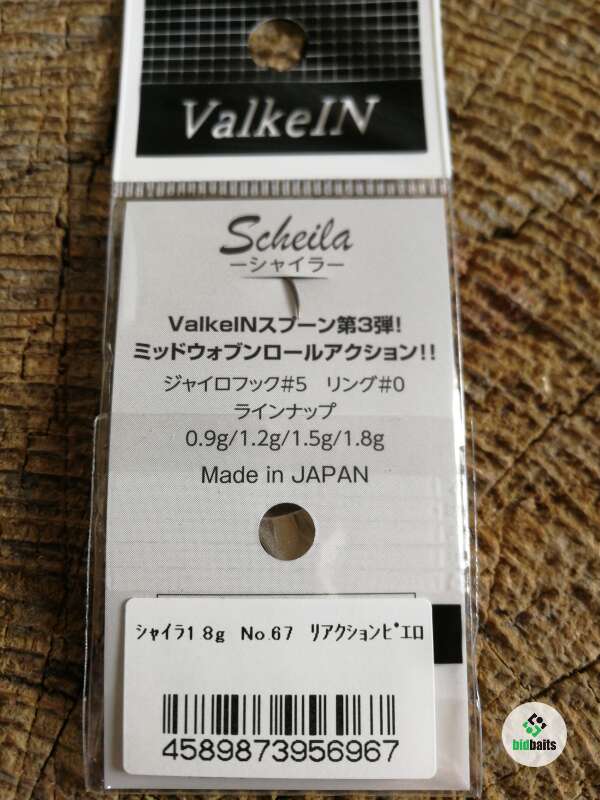 ValkeIN
Scheila
ーシャイラー
ValkeINスプーン第3弾!
ミッドウォブンロールアクション!!
ジャイロフック#5 リング#0
ラインナップ
0.9g/1.2g/1.5g/1.8g
Made in JAPAN
ｼｬｲﾗ1 8g No.67 ﾘｱｸｼｮﾝﾋﾟｴﾛ
4589873956967
bidbaits